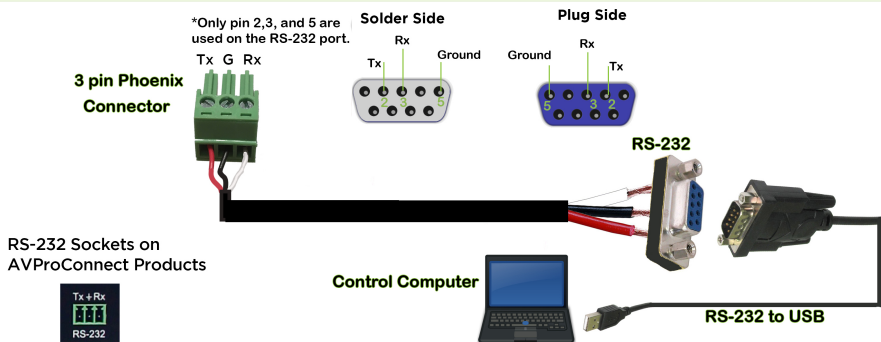 *Only pin 2,3, and 5 are
used on the RS-232 port.
Tx G Rx
3 pin Phoenix
Connector
Solder Side
Rx
Tx
Ground
2 3 5
Plug Side
Rx
Ground
Tx
5 3 2
RS-232
RS-232 Sockets on
AVProConnect Products
Tx + Rx
RS-232
Control Computer
RS-232 to USB